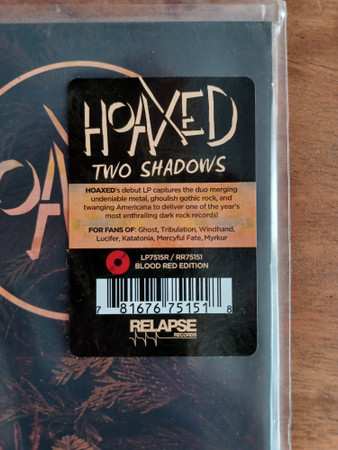 HOAXED
TWO SHADOWS
HOAXED's debut LP captures the duo merging
undeniable metal, ghoulish gothic rock, and
twanging Americana to deliver one of the year's
most enthralling dark rock records!
FOR FANS OF: Ghost, Tribulation, Windhand,
Lucifer, Katatonia, Mercyful Fate, Myrkur
LP7515R / RR75151
BLOOD RED EDITION
7 81676 75151 8
RELAPSE
RECORDS